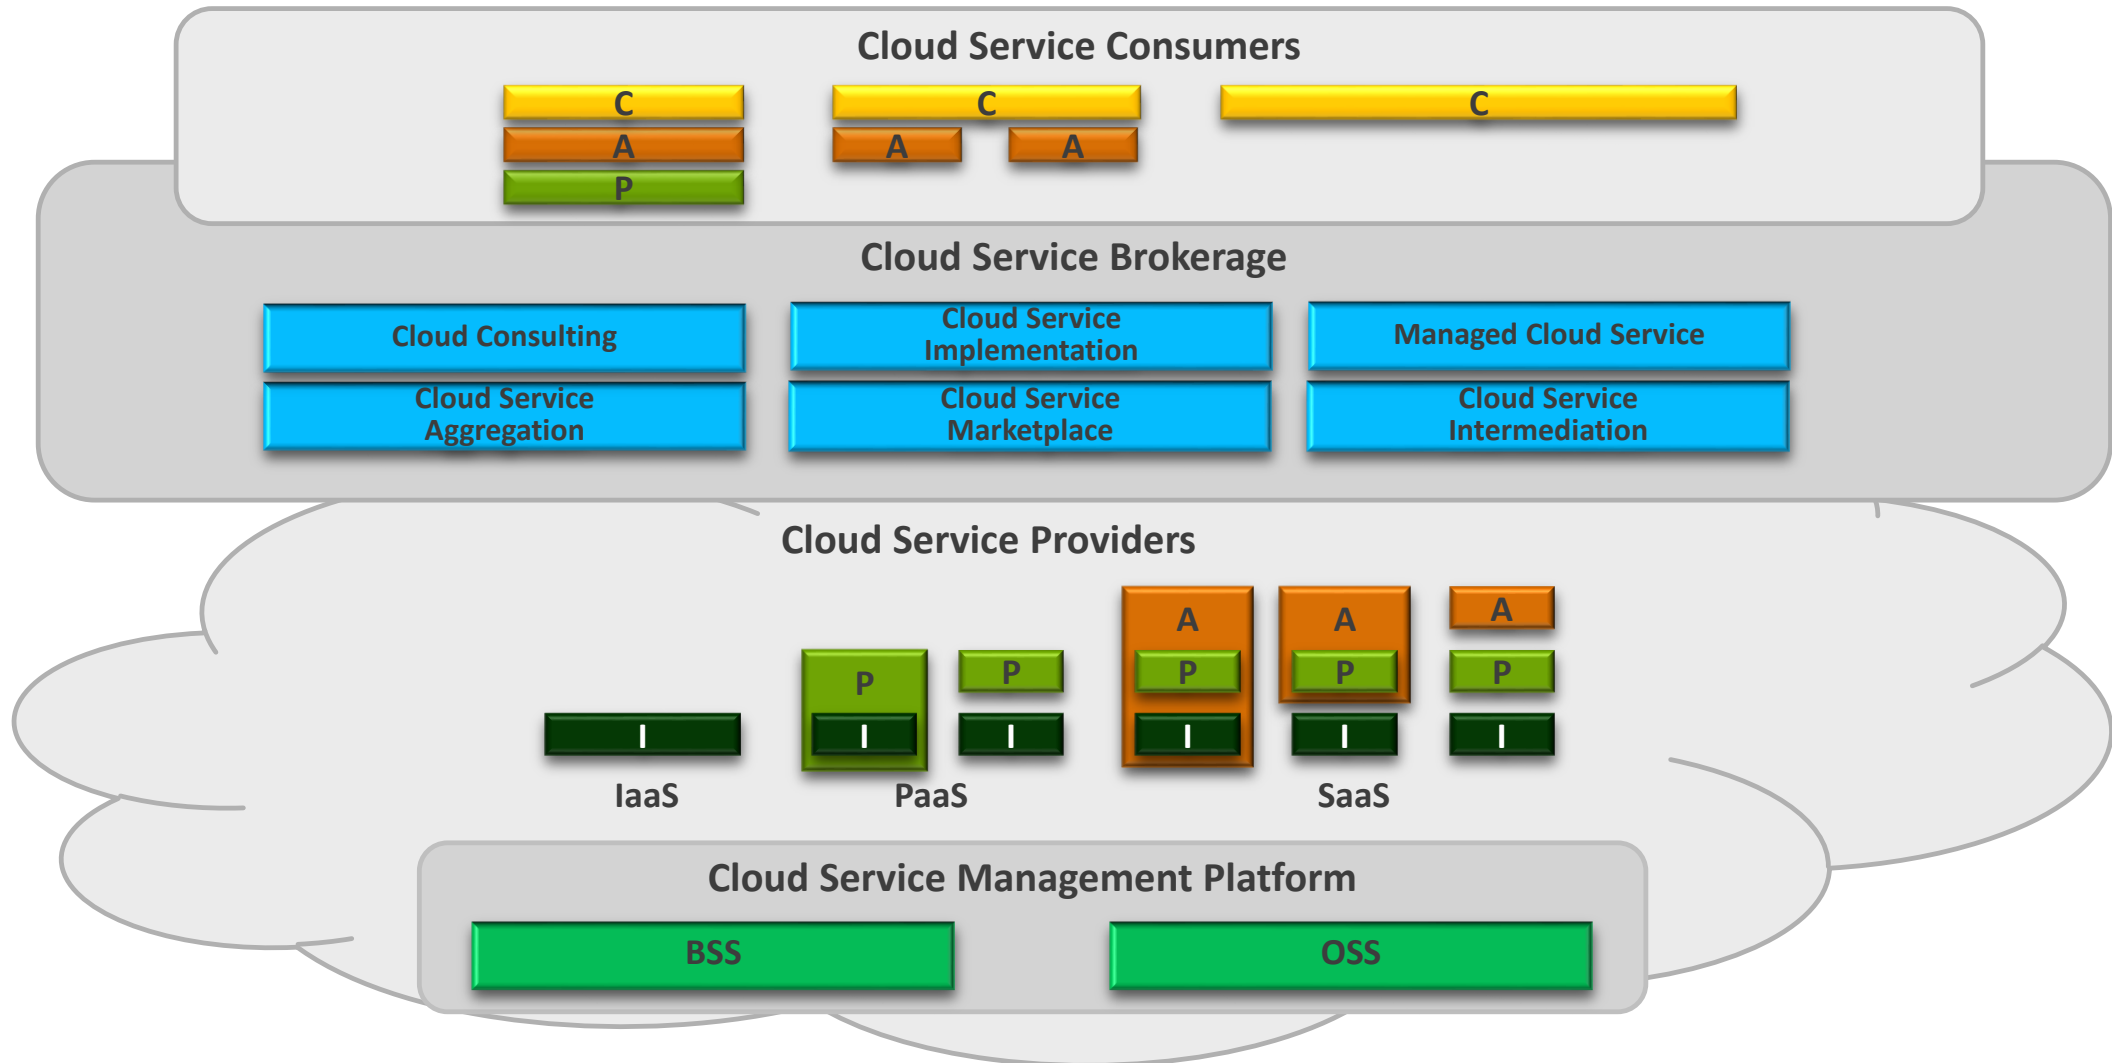 Cloud Service Consumers
C
C
C
A
A
A
P
Cloud Service Brokerage
Cloud Consulting
Cloud Service
Implementation
Managed Cloud Service
Cloud Service
Aggregation
Cloud Service
Marketplace
Cloud Service
Intermediation
Cloud Service Providers
A
A
A
P
P
P
P
P
I
I
I
I
I
I
IaaS
PaaS
SaaS
Cloud Service Management Platform
BSS
OSS